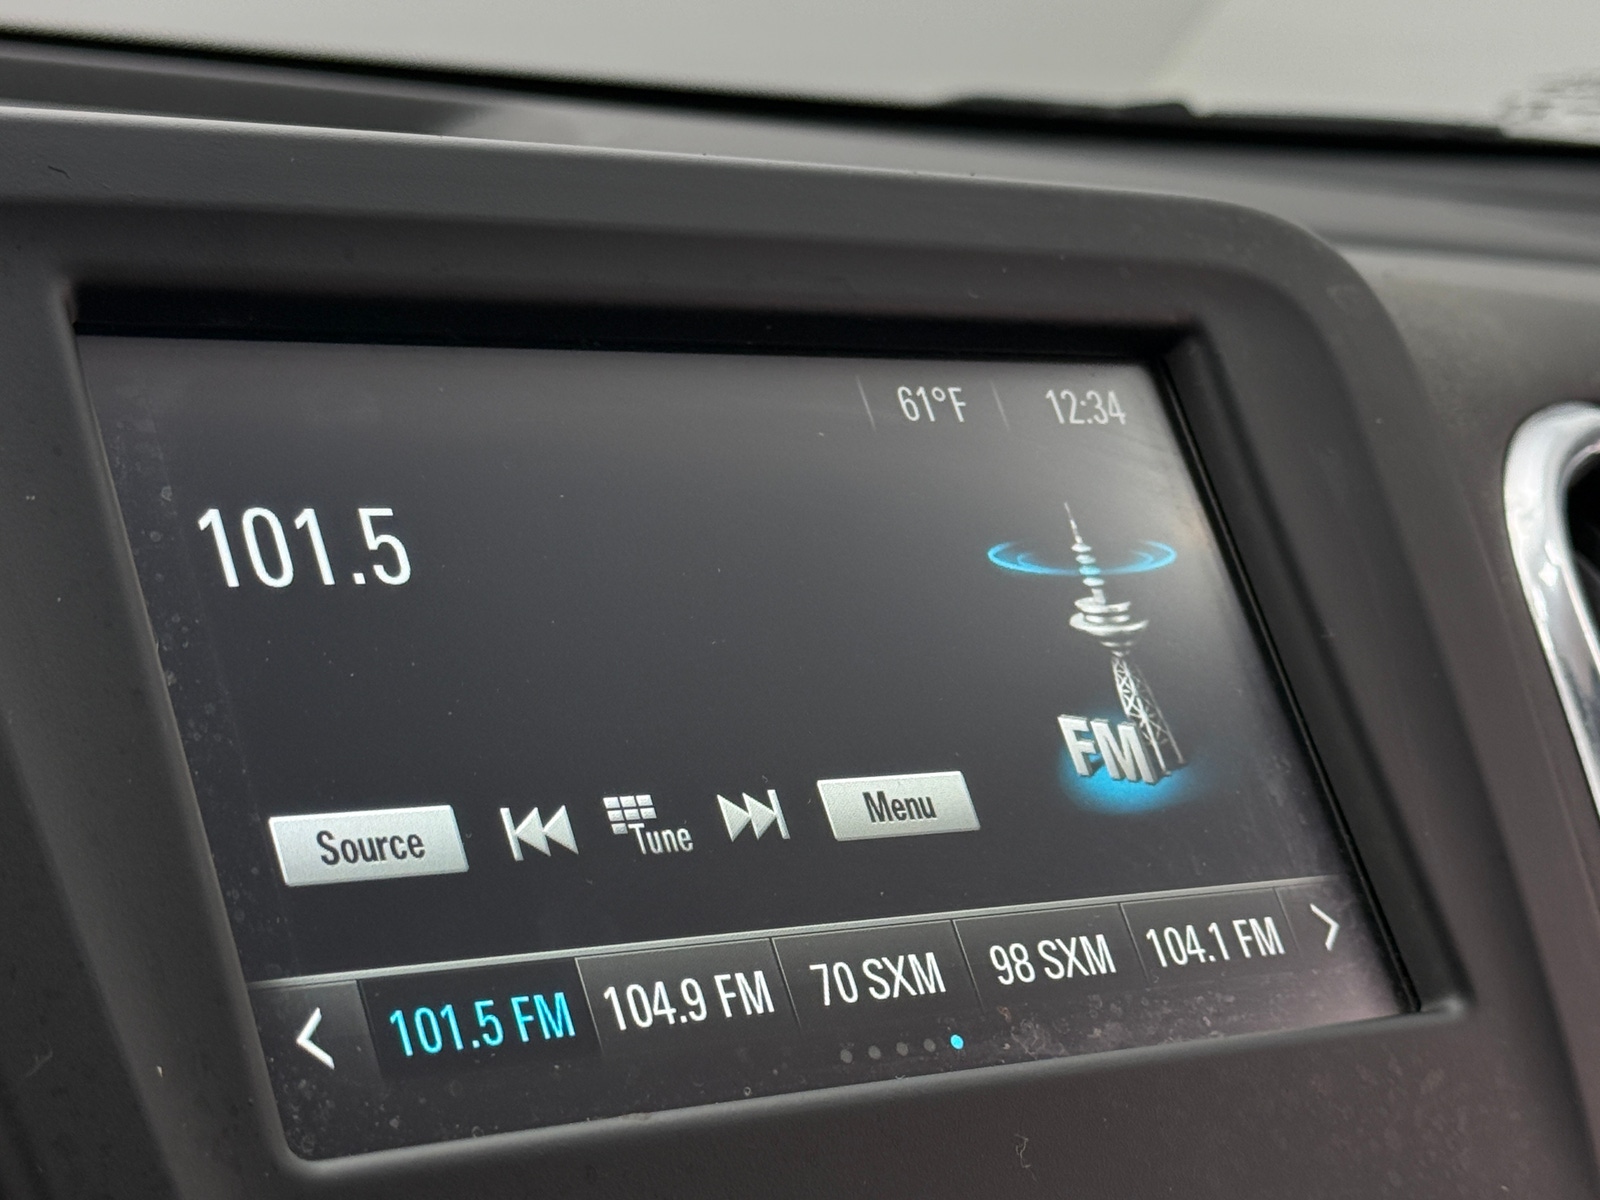 61°F 12:34
101.5
FM
Source Tune Menu
101.5 FM 104.9 FM 70 SXM 98 SXM 104.1 FM